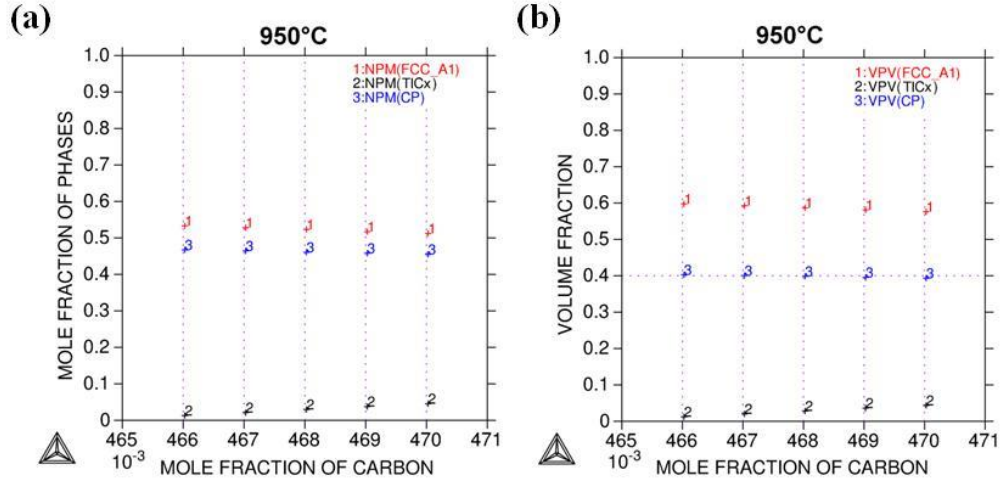 (a)
950°C
1:NPM(FCC_A1)
2:NPM(TICx)
3:NPM(CP)
MOLE FRACTION OF PHASES
1.0
0.9
0.8
0.7
0.6
0.5
0.4
0.3
0.2
0.1
0
1 1 1 1 1
3 3 3 3 3
2 2 2 2 2
465 466 467 468 469 470 471
10⁻³ MOLE FRACTION OF CARBON
(b)
950°C
1:VPV(FCC_A1)
2:VPV(TICx)
3:VPV(CP)
VOLUME FRACTION
1.0
0.9
0.8
0.7
0.6
0.5
0.4
0.3
0.2
0.1
0
1 1 1 1 1
3 3 3 3 3
2 2 2 2 2
465 466 467 468 469 470 471
10⁻³ MOLE FRACTION OF CARBON